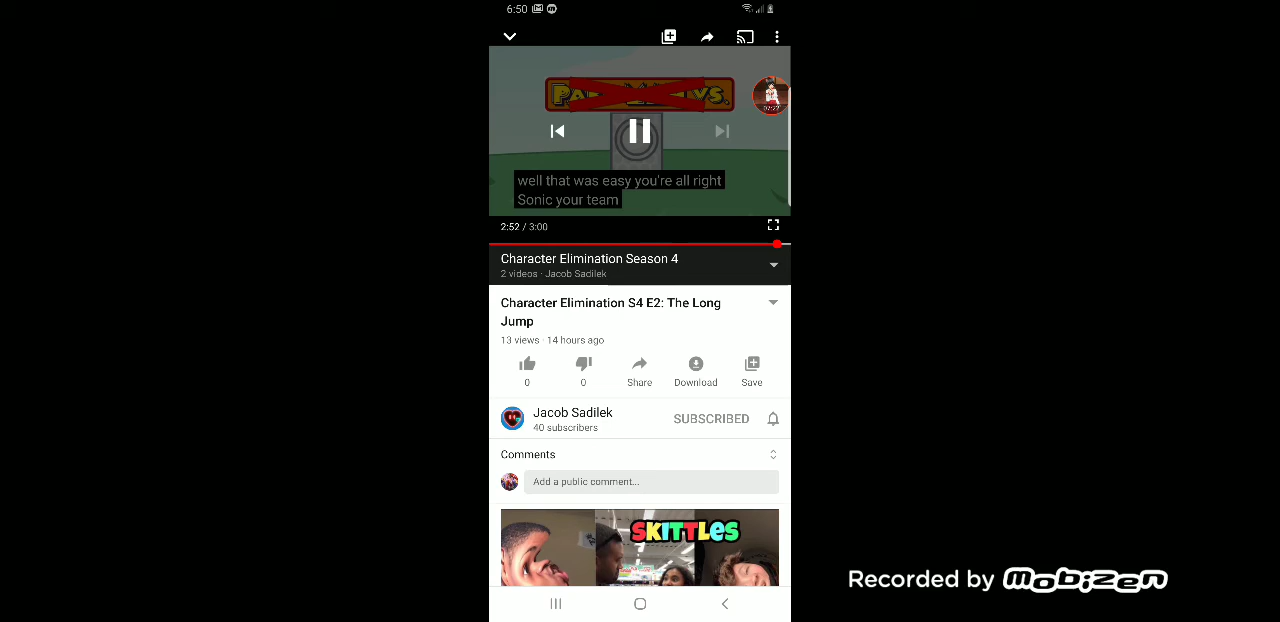 6:50
07:27
well that was easy you're all right
Sonic your team
2:52 / 3:00
Character Elimination Season 4
2 videos · Jacob Sadilek
Character Elimination S4 E2: The Long
Jump
13 views · 14 hours ago
0
0
Share
Download
Save
Jacob Sadilek
40 subscribers
SUBSCRIBED
Comments
Add a public comment...
SKITTLES
Recorded by mobizen